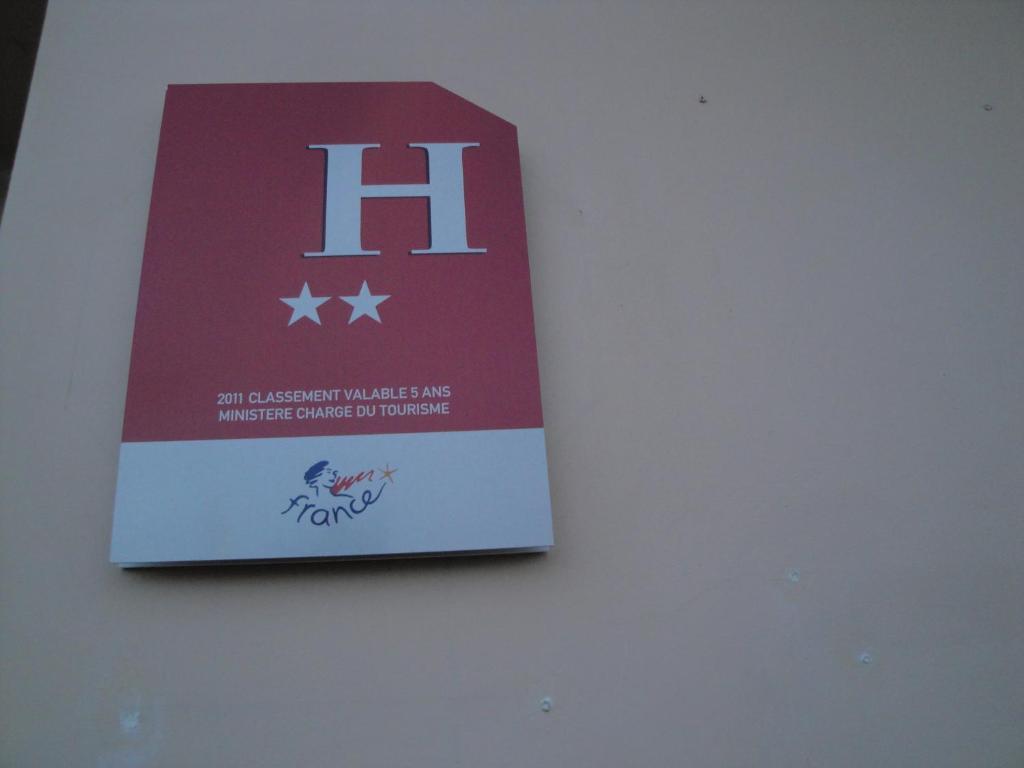 H
★★
2011 CLASSEMENT VALABLE 5 ANS
MINISTERE CHARGE DU TOURISME
france